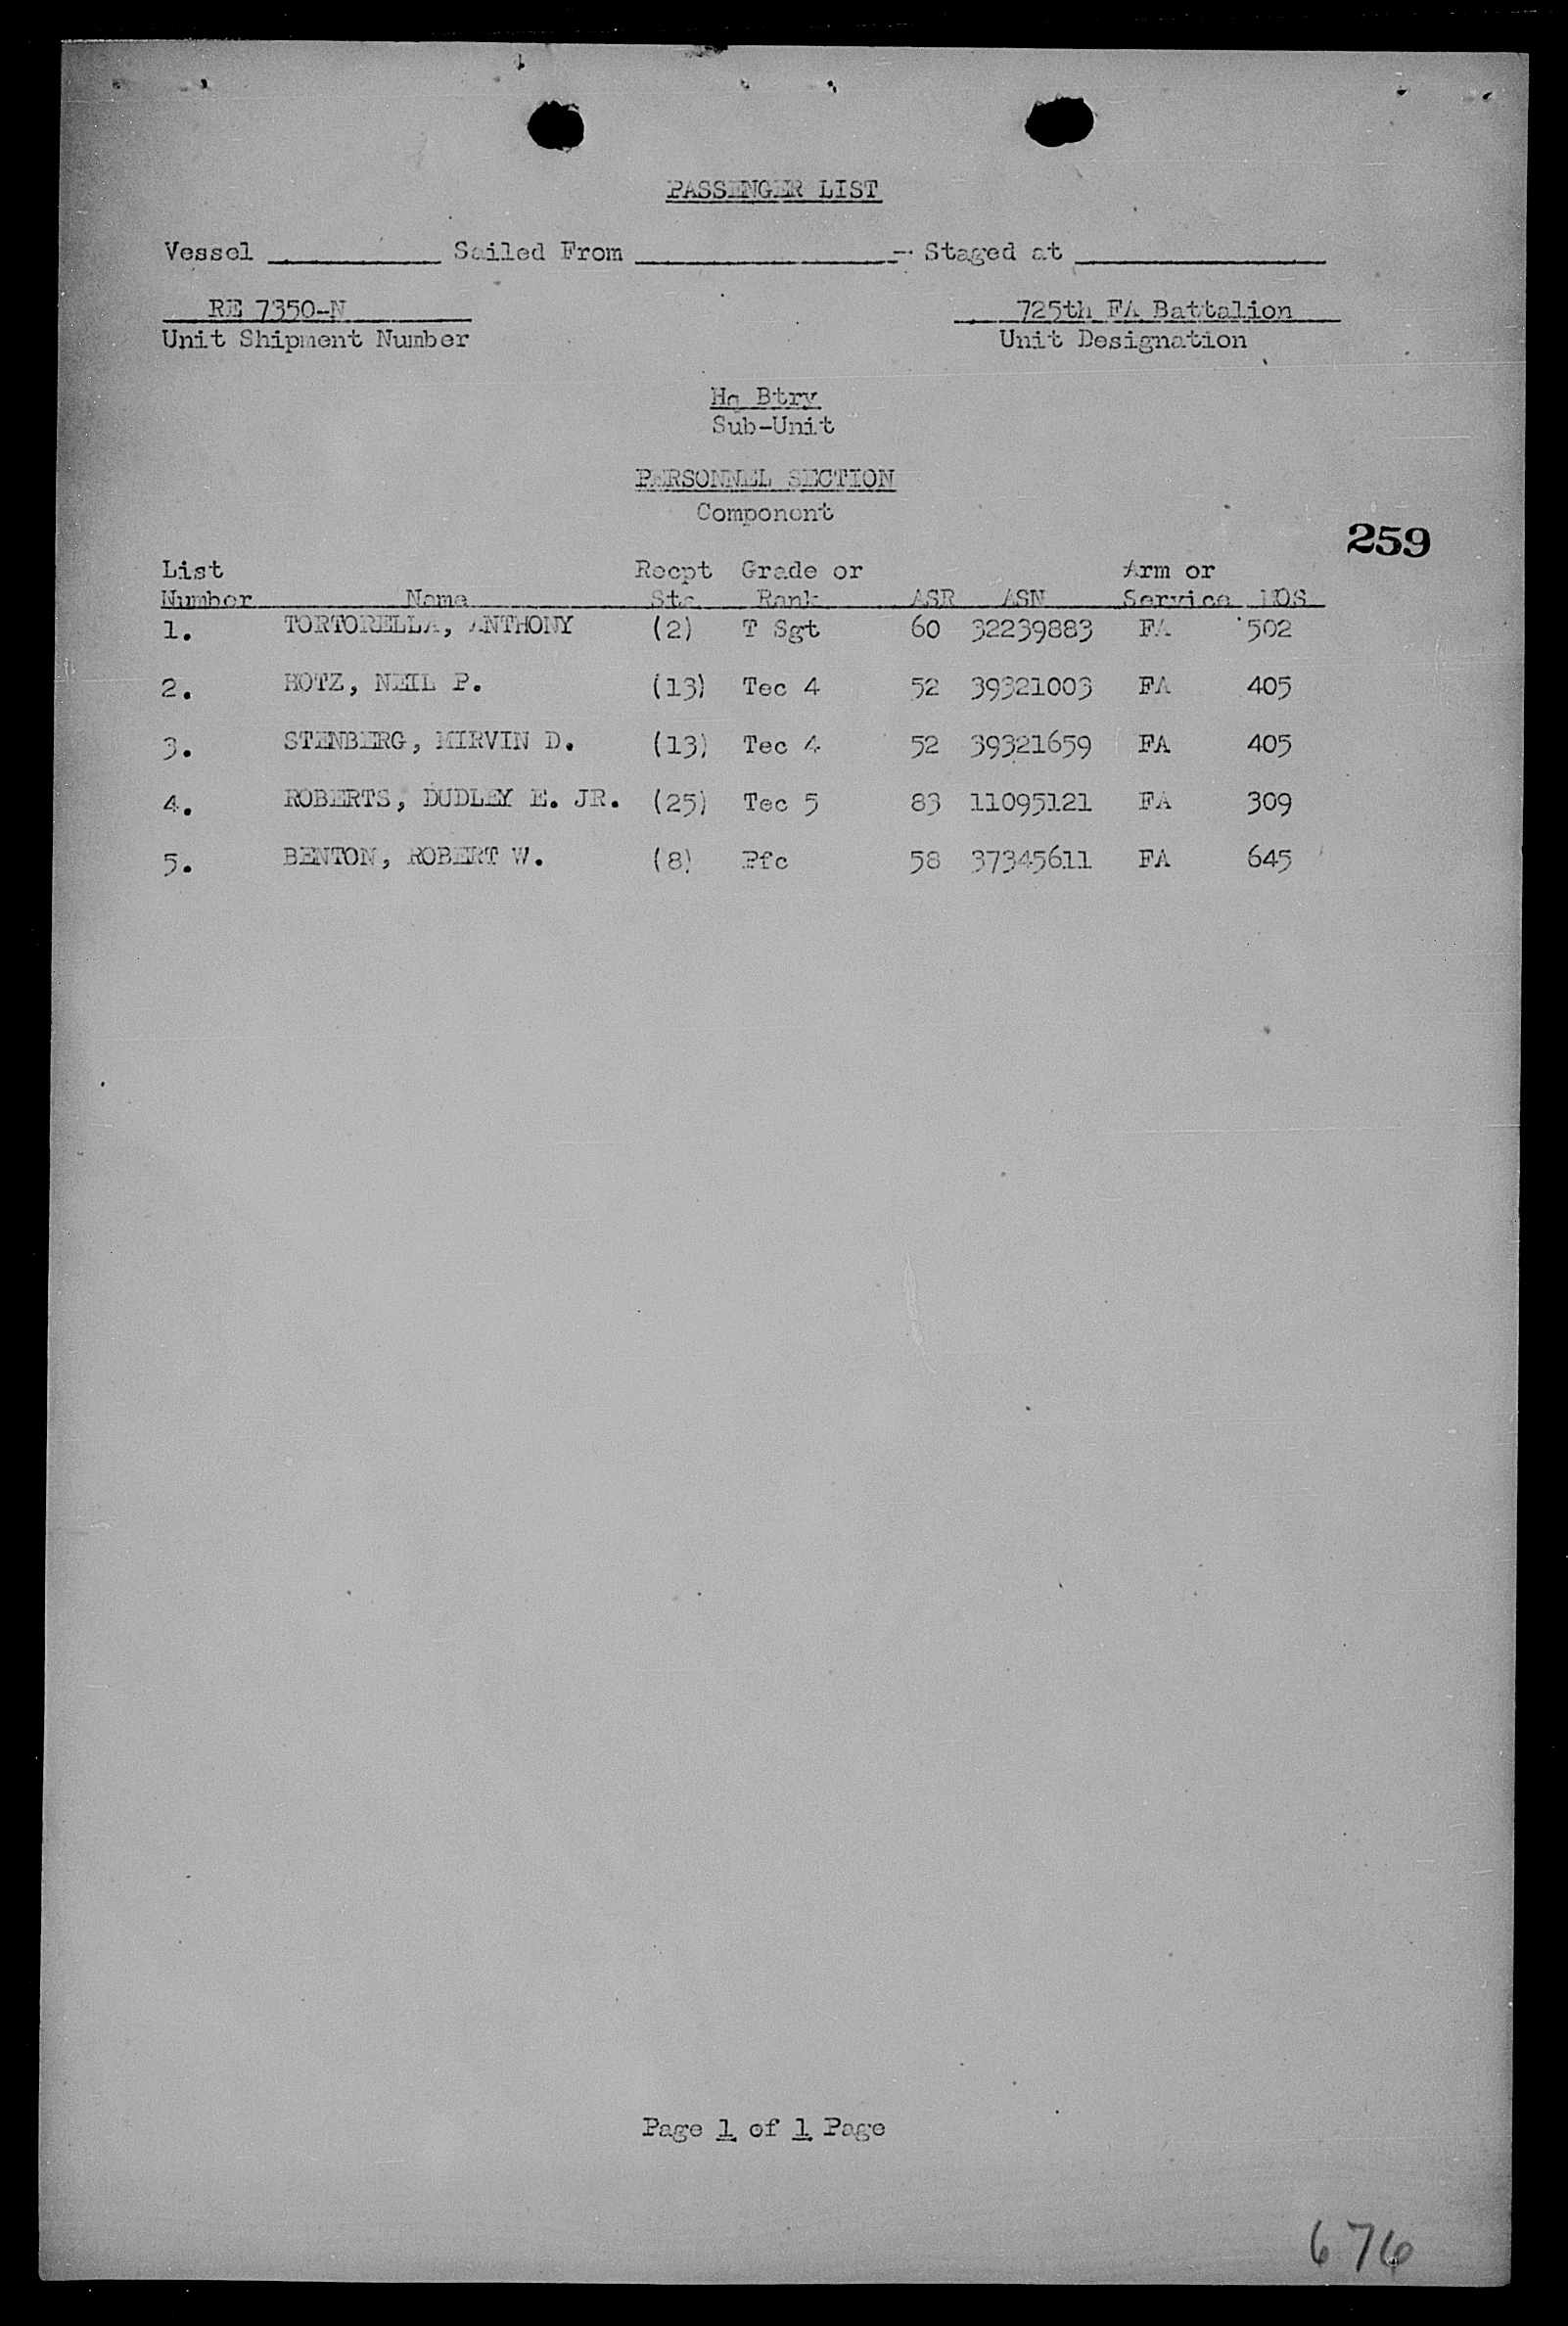 PASSENGER LIST
Vessel ____________ Sailed From ____________________ - Staged at ____________________
RE 7350-N 725th FA Battalion
Unit Shipment Number Unit Designation
Hq Btry
Sub-Unit
PERSONNEL SECTION
Component
259
List Recpt Grade or Arm or
Number Name Sta Rank ASR ASN Service MOS
1. TORTORELLA, ANTHONY (2) T Sgt 60 32239883 FA 502
2. NEIL P. (13) Tec 4 52 39321003 FA 405
3. STENBERG, MIRVIN D. (13) Tec 4 52 39321659 FA 405
4. ROBERTS, DUDLEY E. JR. (25) Tec 5 83 11095121 FA 309
5. BENTON, ROBERT W. (8) Pfc 58 37345611 FA 645
Page 1 of 1 Page
676